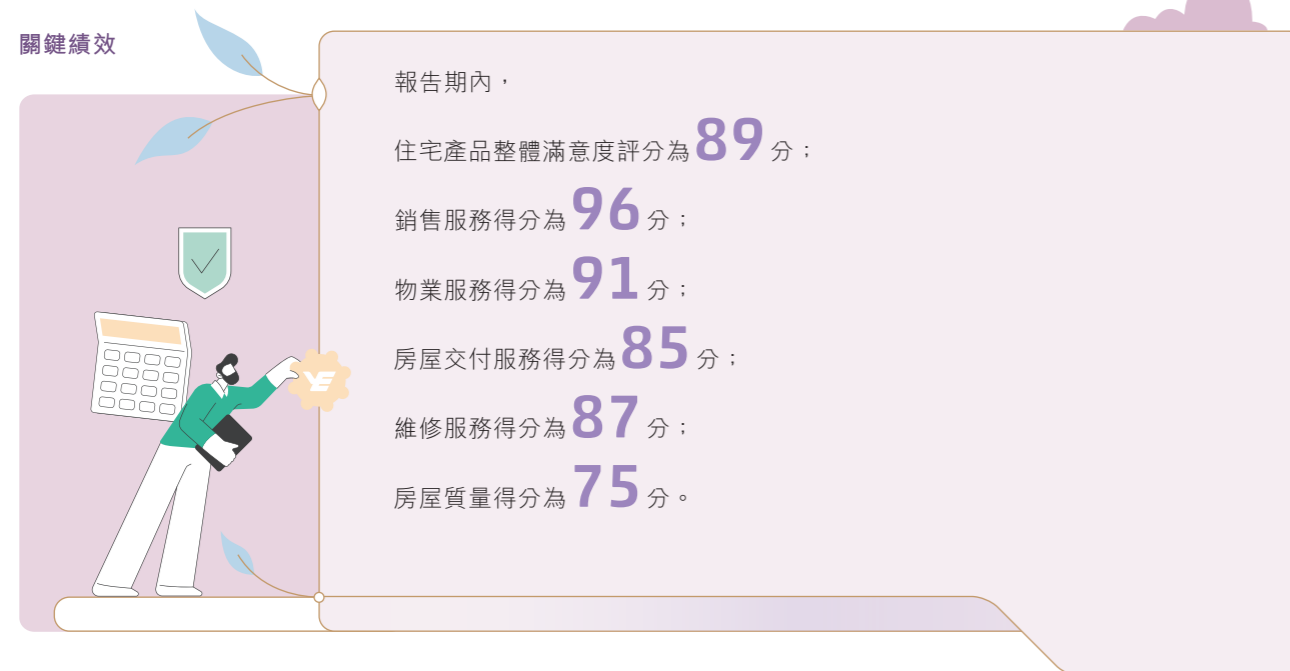 關鍵績效
報告期內，
住宅產品整體滿意度評分為89分；
銷售服務得分為96分；
物業服務得分為91分；
房屋交付服務得分為85分；
維修服務得分為87分；
房屋質量得分為75分。